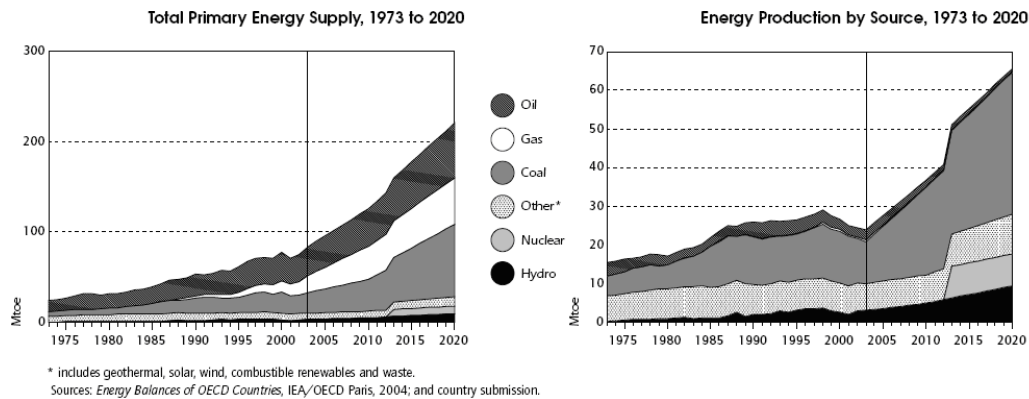 Total Primary Energy Supply, 1973 to 2020
300
200
100
0
Mtoe
1975 1980 1985 1990 1995 2000 2005 2010 2015 2020
Oil
Gas
Coal
Other*
Nuclear
Hydro
Energy Production by Source, 1973 to 2020
70
60
50
40
30
20
10
0
Mtoe
1975 1980 1985 1990 1995 2000 2005 2010 2015 2020
* includes geothermal, solar, wind, combustible renewables and waste.
Sources: Energy Balances of OECD Countries, IEA/OECD Paris, 2004; and country submission.